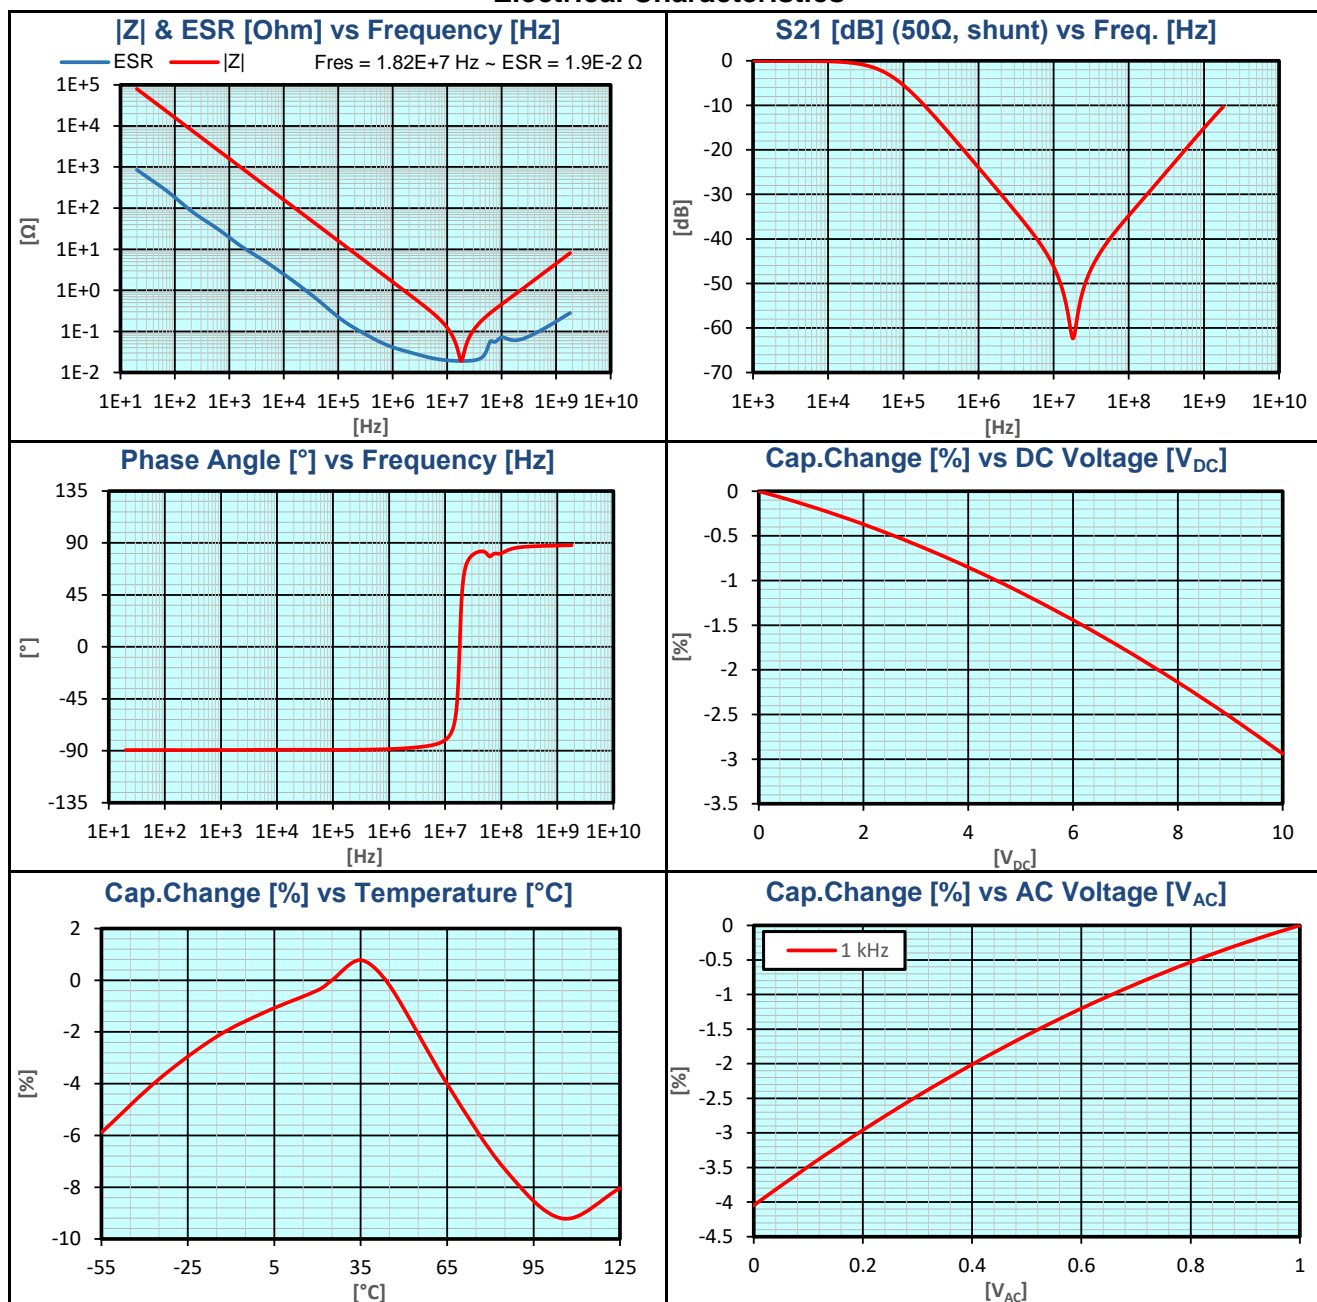 Electrical Characteristics
|Z| & ESR [Ohm] vs Frequency [Hz]
ESR |Z| Fres = 1.82E+7 Hz ~ ESR = 1.9E-2 Ω
1E+5
1E+4
1E+3
1E+2
1E+1
1E+0
1E-1
1E-2
[Ω]
1E+1 1E+2 1E+3 1E+4 1E+5 1E+6 1E+7 1E+8 1E+9 1E+10
[Hz]
S21 [dB] (50Ω, shunt) vs Freq. [Hz]
0
-10
-20
-30
-40
-50
-60
-70
[dB]
1E+3 1E+4 1E+5 1E+6 1E+7 1E+8 1E+9 1E+10
[Hz]
Phase Angle [°] vs Frequency [Hz]
135
90
45
0
-45
-90
-135
[°]
1E+1 1E+2 1E+3 1E+4 1E+5 1E+6 1E+7 1E+8 1E+9 1E+10
[Hz]
Cap.Change [%] vs DC Voltage [VDC]
0
-0.5
-1
-1.5
-2
-2.5
-3
-3.5
[%]
0 2 4 6 8 10
[VDC]
Cap.Change [%] vs Temperature [°C]
2
0
-2
-4
-6
-8
-10
[%]
-55 -25 5 35 65 95 125
[°C]
Cap.Change [%] vs AC Voltage [VAC]
1 kHz
0
-0.5
-1
-1.5
-2
-2.5
-3
-3.5
-4
-4.5
[%]
0 0.2 0.4 0.6 0.8 1
[VAC]